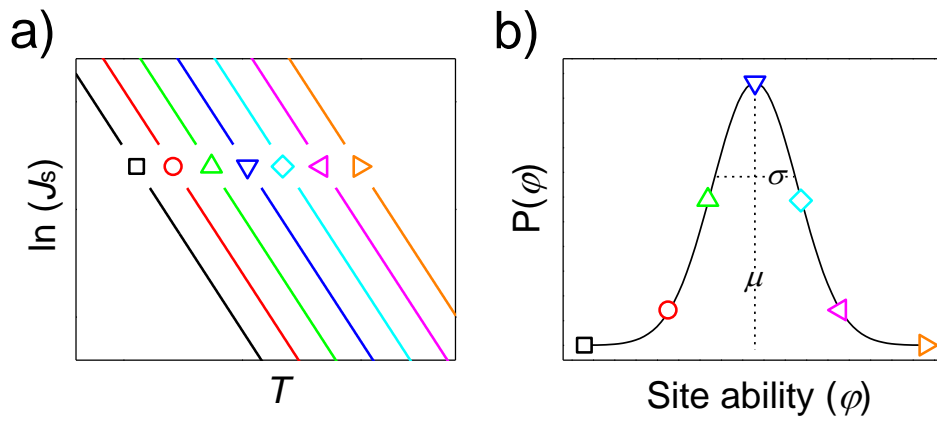 a)
ln (Js)
T
b)
P(φ)
σ
μ
Site ability (φ)